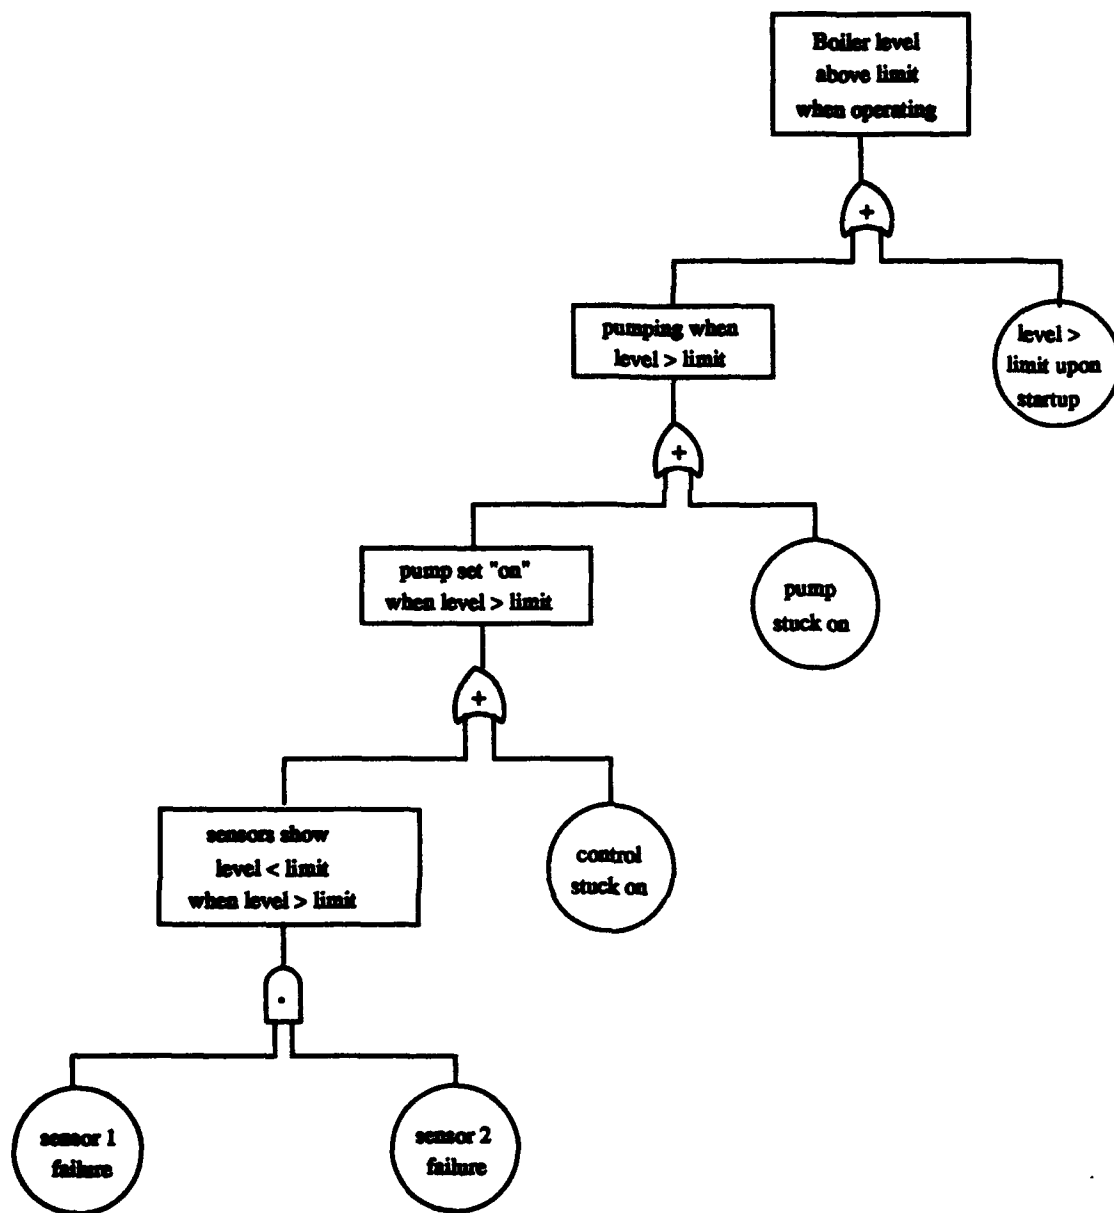 Boiler level
above limit
when operating
+
pumping when
level > limit
level >
limit upon
startup
+
pump set "on"
when level > limit
pump
stuck on
+
sensors show
level < limit
when level > limit
control
stuck on
.
sensor 1
failure
sensor 2
failure